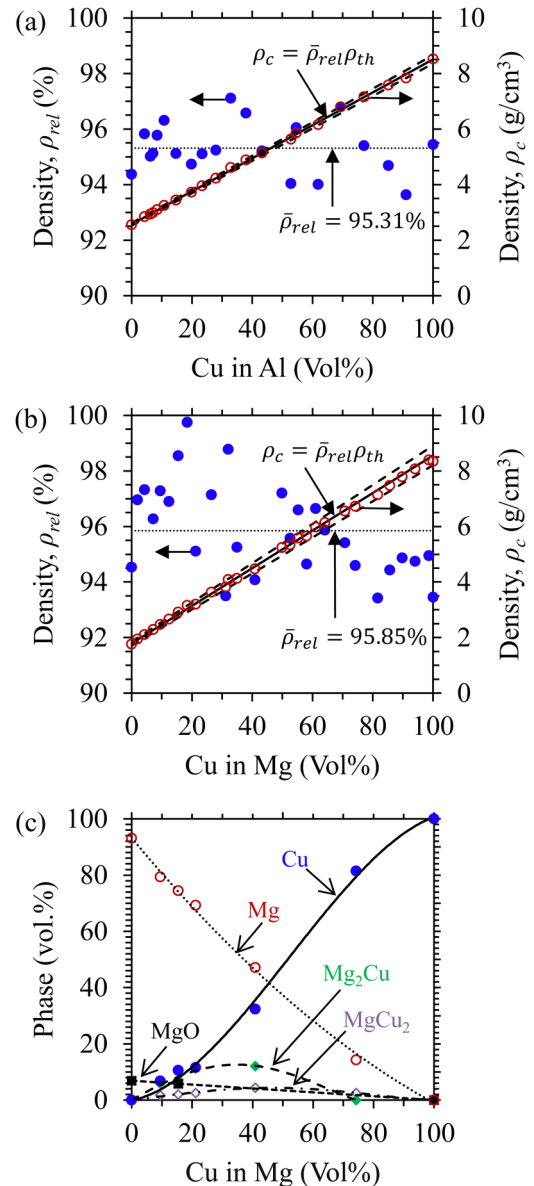 (a)
100
98
96
94
92
90
Density, ρrel (%)
ρc = ρ̄relρth
ρ̄rel = 95.31%
10
8
6
4
2
0
Density, ρc (g/cm³)
0 20 40 60 80 100
Cu in Al (Vol%)
(b)
100
98
96
94
92
90
Density, ρrel (%)
ρc = ρ̄relρth
ρ̄rel = 95.85%
10
8
6
4
2
0
Density, ρc (g/cm³)
0 20 40 60 80 100
Cu in Mg (Vol%)
(c)
100
80
60
40
20
0
Phase (vol.%)
Cu
Mg
Mg₂Cu
MgCu₂
MgO
0 20 40 60 80 100
Cu in Mg (Vol%)